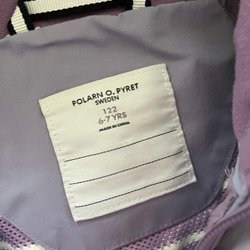 POLARN O. PYRET
SWEDEN
122
6-7 YRS
MADE IN CHINA